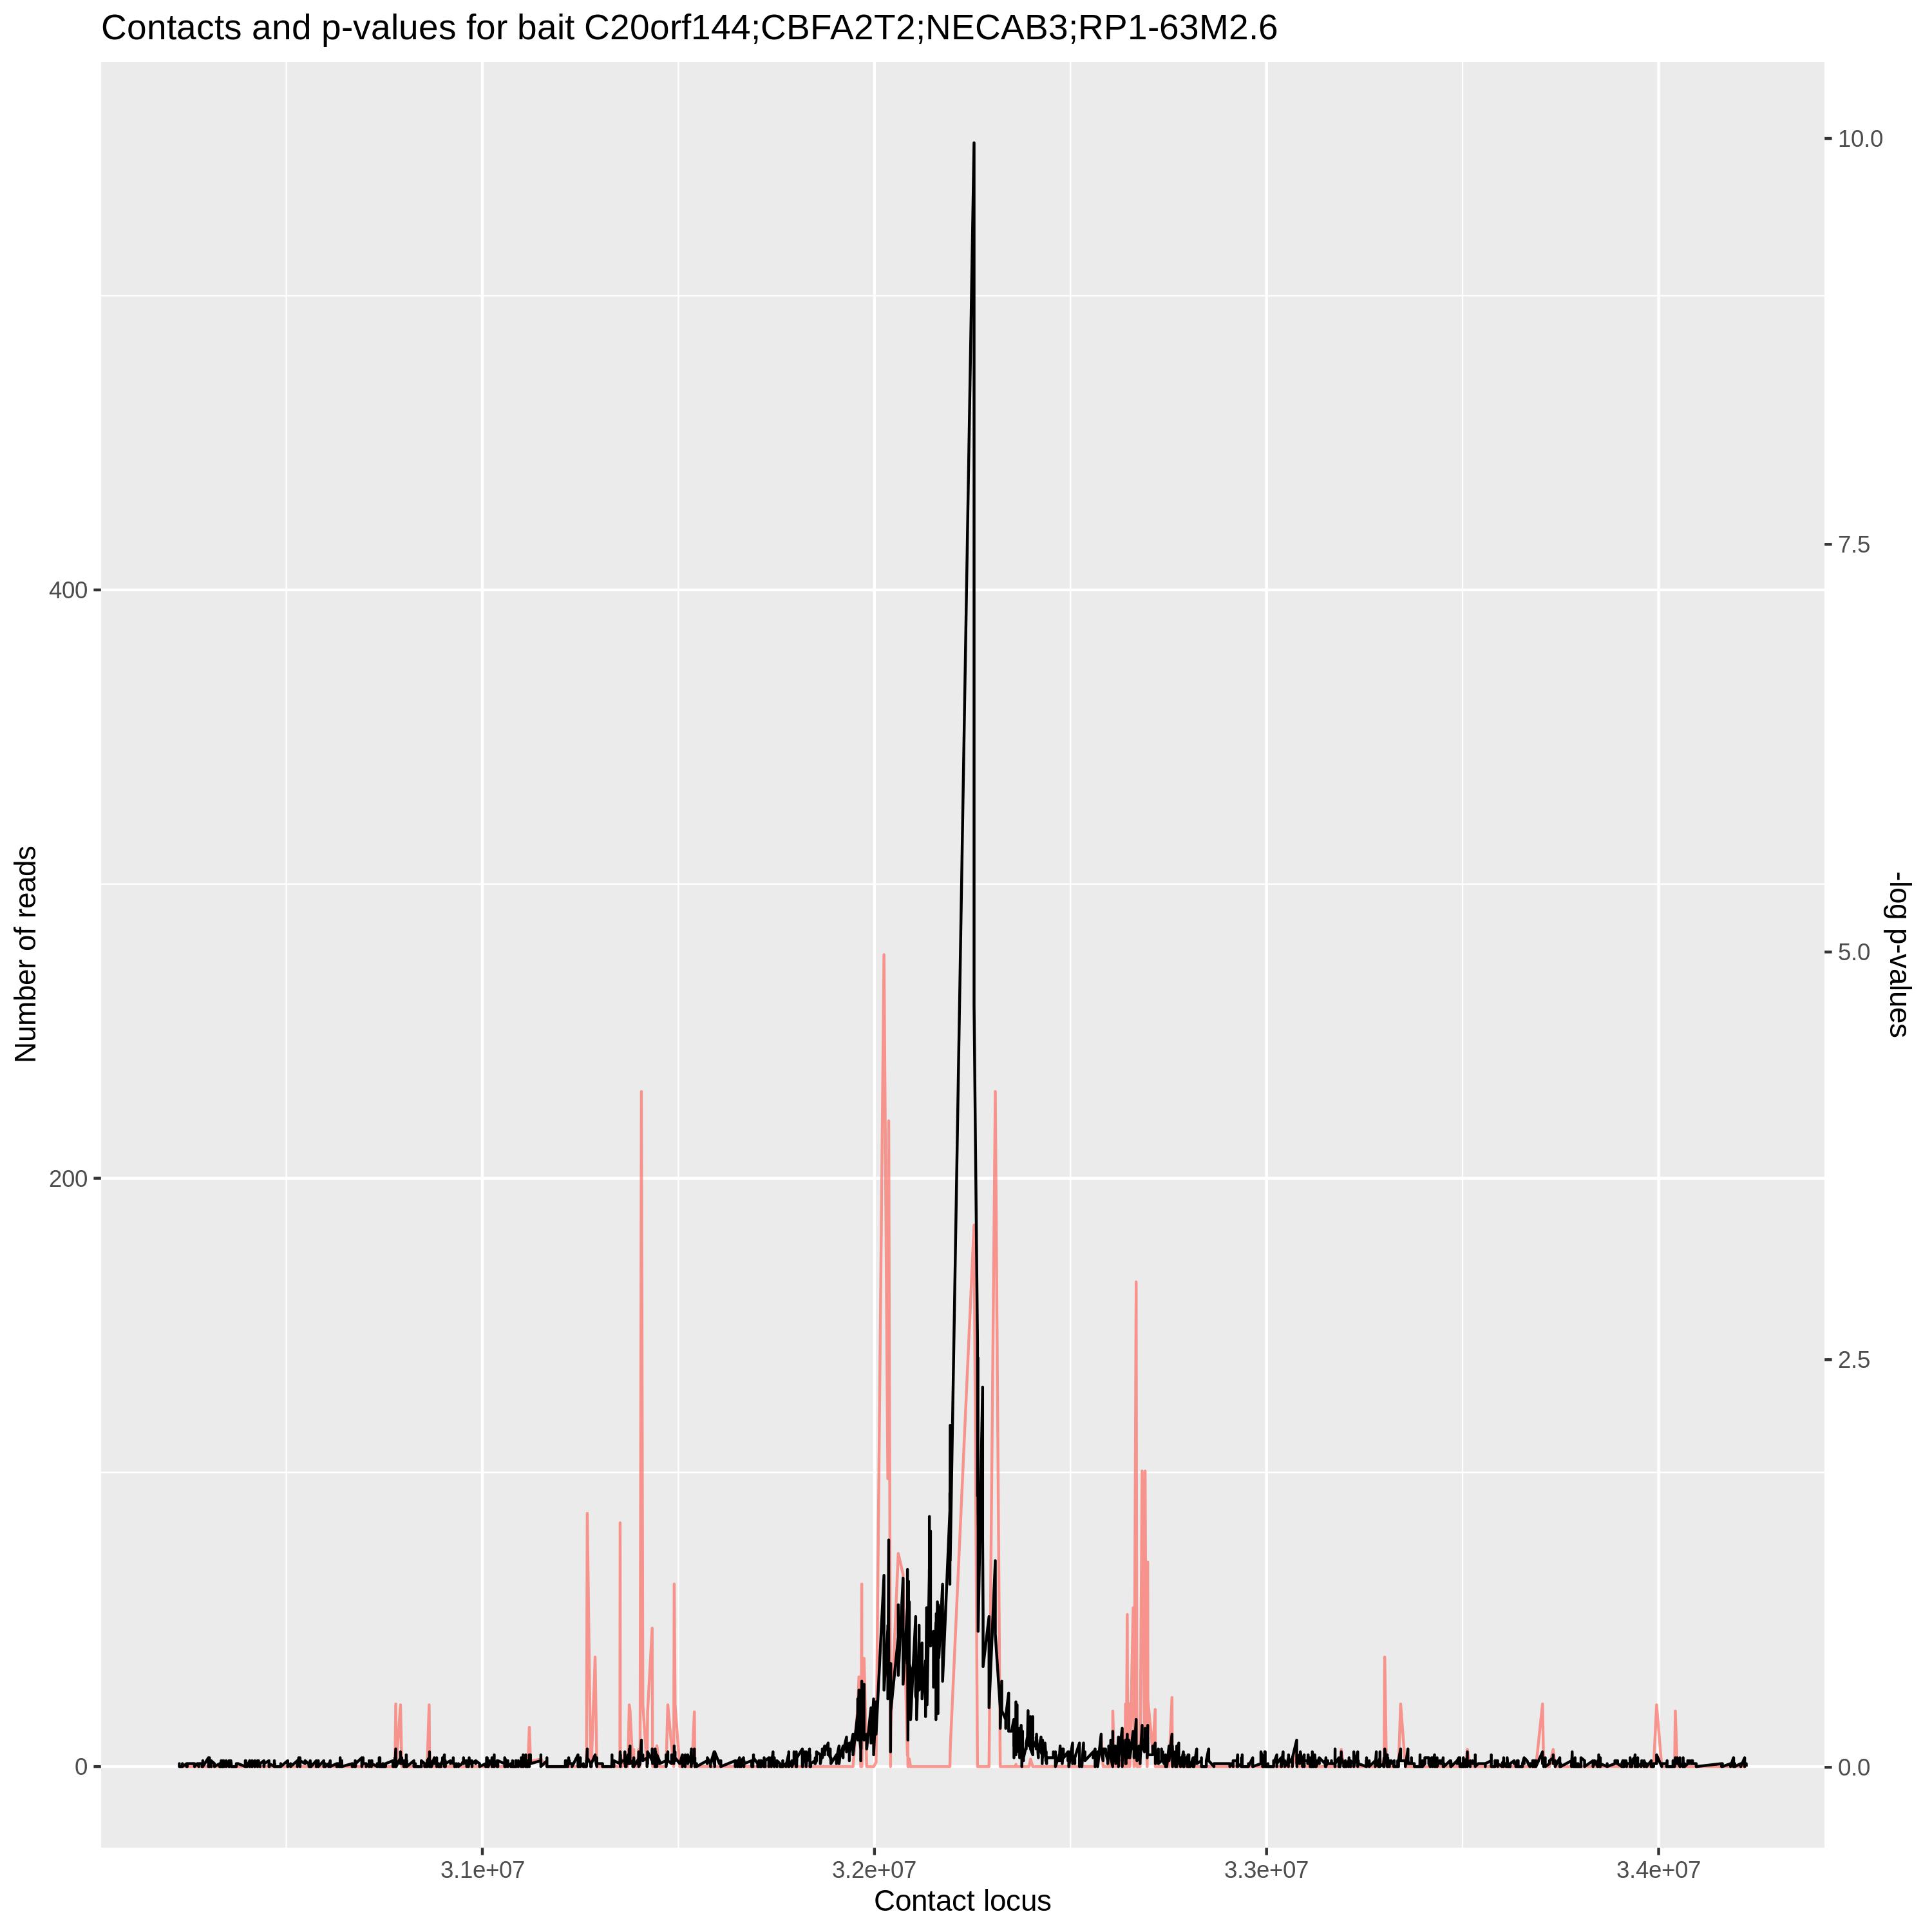 Contacts and p-values for bait C20orf144;CBFA2T2;NECAB3;RP1-63M2.6
10.0
7.5
400
5.0
Number of reads
-log p-values
200
2.5
0
0.0
3.1e+07
3.2e+07
3.3e+07
3.4e+07
Contact locus